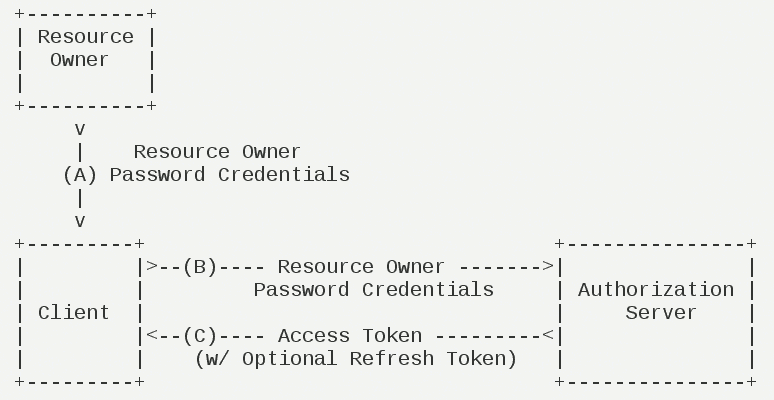 +----------+
| Resource |
|  Owner   |
|          |
+----------+
     v
     |    Resource Owner
    (A) Password Credentials
     |
     v
+---------+                                  +---------------+
|         |>--(B)---- Resource Owner ------->|               |
|         |         Password Credentials     | Authorization |
| Client  |                                  |     Server    |
|         |<--(C)---- Access Token ---------<|               |
|         |    (w/ Optional Refresh Token)   |               |
+---------+                                  +---------------+